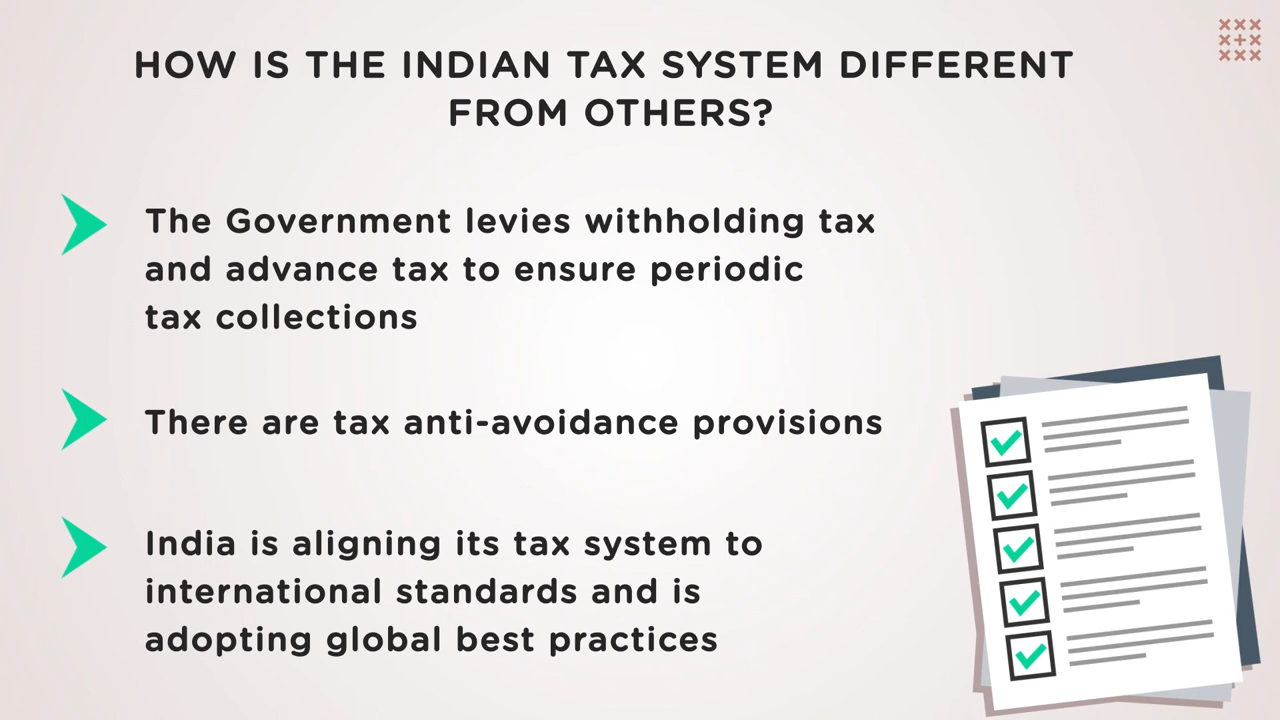 HOW IS THE INDIAN TAX SYSTEM DIFFERENT
FROM OTHERS?
The Government levies withholding tax
and advance tax to ensure periodic
tax collections
There are tax anti-avoidance provisions
India is aligning its tax system to
international standards and is
adopting global best practices